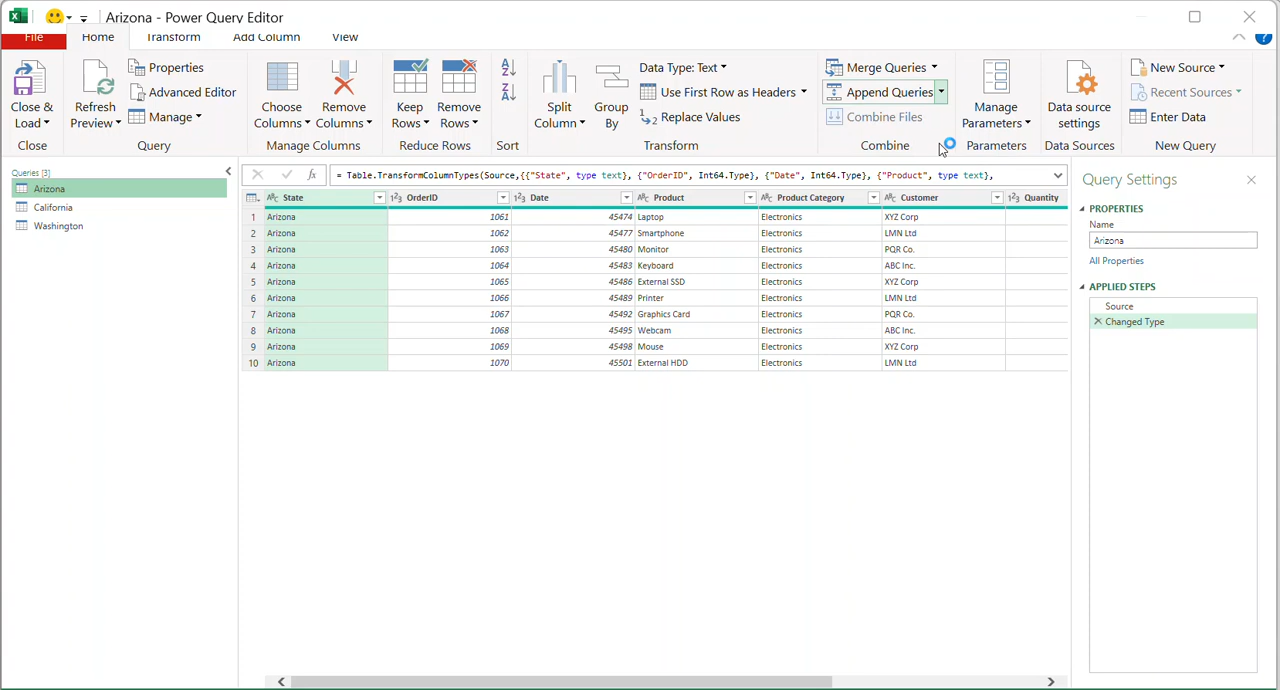 Arizona - Power Query Editor
File Home Transform Add Column View
Close & Load
Close
Refresh Preview
Properties
Advanced Editor
Manage
Query
Choose Columns
Remove Columns
Manage Columns
Keep Rows
Remove Rows
Reduce Rows
Sort
Split Column
Group By
Data Type: Text
Use First Row as Headers
Replace Values
Transform
Merge Queries
Append Queries
Combine Files
Combine
Manage Parameters
Parameters
Data source settings
Data Sources
New Source
Recent Sources
Enter Data
New Query
Queries [3]
Arizona
California
Washington
fx = Table.TransformColumnTypes(Source,{{"State", type text}, {"OrderID", Int64.Type}, {"Date", Int64.Type}, {"Product", type text},
State OrderID Date Product Product Category Customer Quantity
1 Arizona 1061 45474 Laptop Electronics XYZ Corp
2 Arizona 1062 45477 Smartphone Electronics LMN Ltd
3 Arizona 1063 45480 Monitor Electronics PQR Co.
4 Arizona 1064 45483 Keyboard Electronics ABC Inc.
5 Arizona 1065 45486 External SSD Electronics XYZ Corp
6 Arizona 1066 45489 Printer Electronics LMN Ltd
7 Arizona 1067 45492 Graphics Card Electronics PQR Co.
8 Arizona 1068 45495 Webcam Electronics ABC Inc.
9 Arizona 1069 45498 Mouse Electronics XYZ Corp
10 Arizona 1070 45501 External HDD Electronics LMN Ltd
Query Settings
PROPERTIES
Name
Arizona
All Properties
APPLIED STEPS
Source
Changed Type